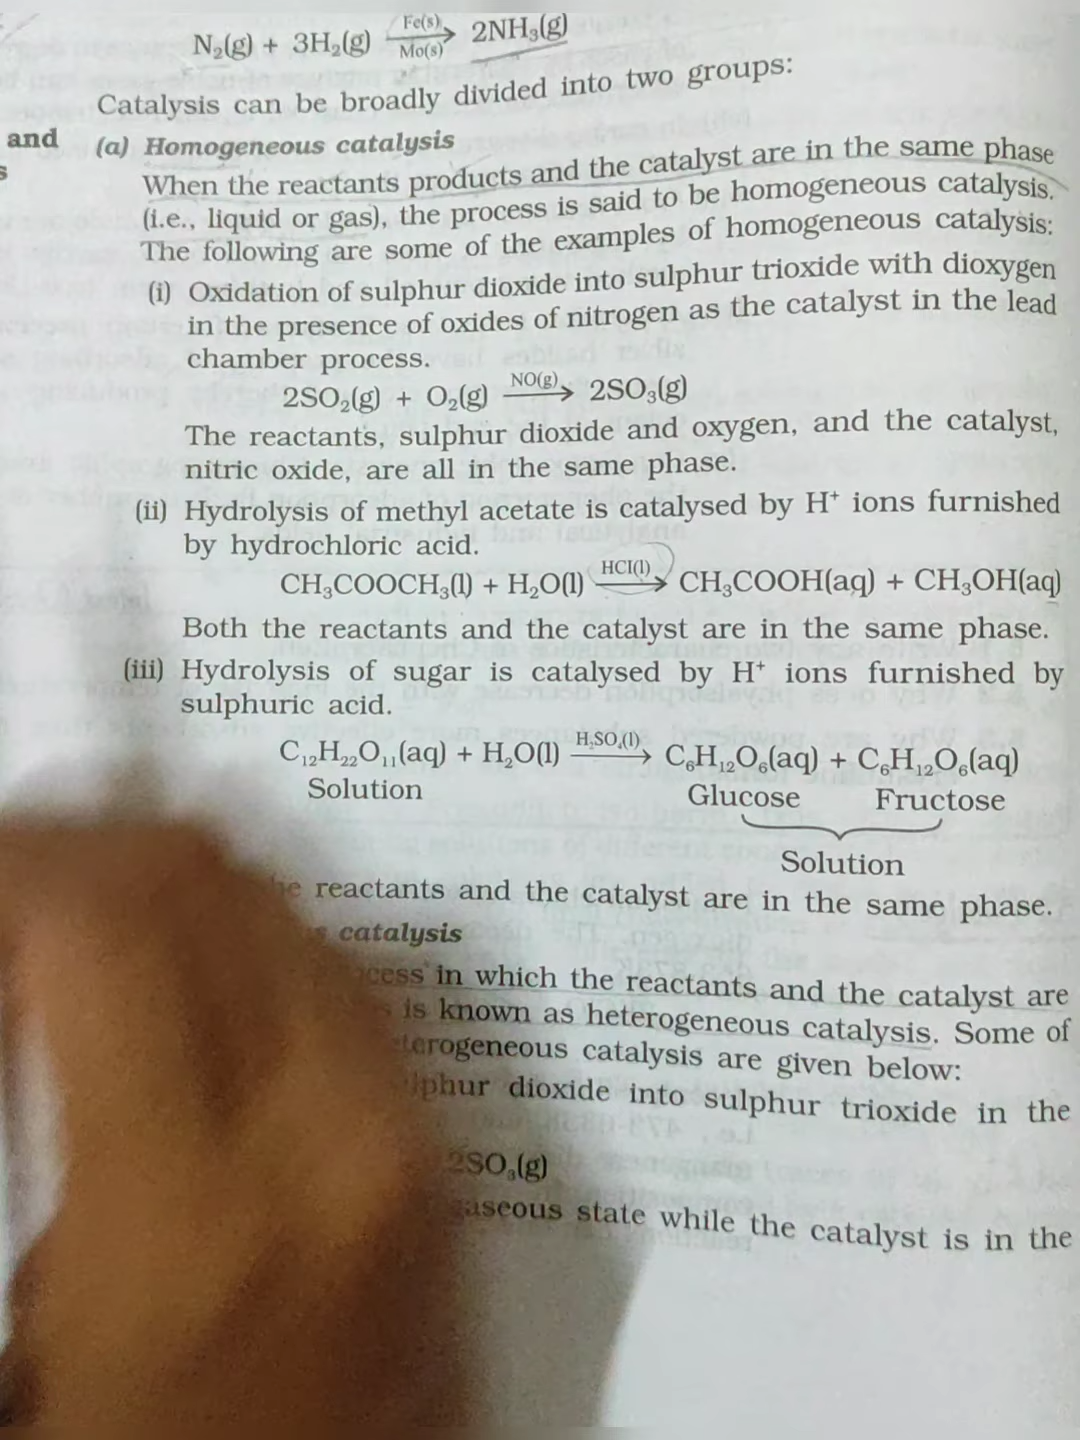 N₂(g) + 3H₂(g) Fe(s) Mo(s) → 2NH₃(g)
Catalysis can be broadly divided into two groups:
and
(a) Homogeneous catalysis
s
When the reactants products and the catalyst are in the same phase
(i.e., liquid or gas), the process is said to be homogeneous catalysis.
The following are some of the examples of homogeneous catalysis:
(i) Oxidation of sulphur dioxide into sulphur trioxide with dioxygen
in the presence of oxides of nitrogen as the catalyst in the lead
chamber process.
2SO₂(g) + O₂(g) NO(g) → 2SO₃(g)
The reactants, sulphur dioxide and oxygen, and the catalyst,
nitric oxide, are all in the same phase.
(ii) Hydrolysis of methyl acetate is catalysed by H⁺ ions furnished
by hydrochloric acid.
CH₃COOCH₃(l) + H₂O(l) HCl(l) → CH₃COOH(aq) + CH₃OH(aq)
Both the reactants and the catalyst are in the same phase.
(iii) Hydrolysis of sugar is catalysed by H⁺ ions furnished by
sulphuric acid.
C₁₂H₂₂O₁₁(aq) + H₂O(l) H₂SO₄(l) → C₆H₁₂O₆(aq) + C₆H₁₂O₆(aq)
Solution Glucose Fructose
Solution
reactants and the catalyst are in the same phase.
catalysis
in which the reactants and the catalyst are
is known as heterogeneous catalysis. Some of
catalysis are given below:
dioxide into sulphur trioxide in the
2SO₃(g)
gaseous state while the catalyst is in the